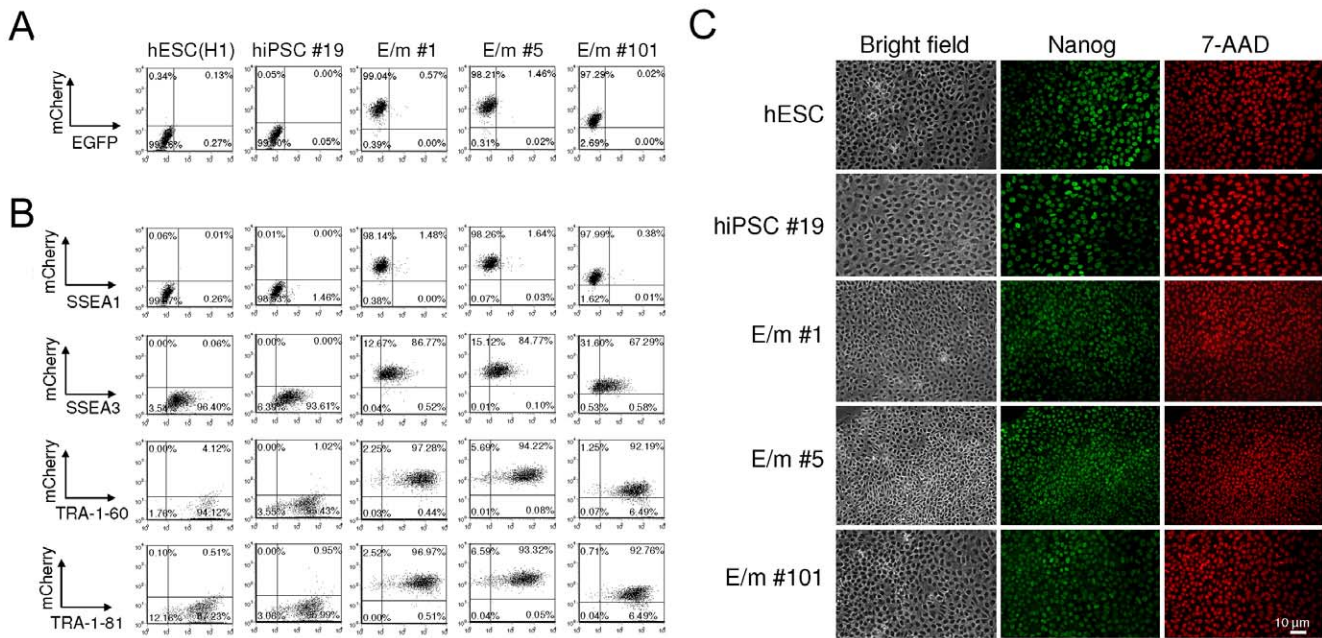 A
hESC(H1) hiPSC #19 E/m #1 E/m #5 E/m #101
0.34% 0.13% 0.05% 0.00% 99.04% 0.57% 98.21% 1.46% 97.29% 0.02%
mCherry
EGFP
0.27% 0.05% 0.39% 0.00% 0.31% 0.02% 2.69% 0.00%
B
0.06% 0.01% 0.01% 0.00% 98.14% 1.48% 98.26% 1.64% 97.99% 0.38%
mCherry
SSEA1
0.26% 1.46% 0.38% 0.00% 0.07% 0.03% 1.62% 0.01%
0.00% 0.06% 0.00% 0.00% 12.67% 86.77% 15.12% 84.77% 31.60% 67.29%
mCherry
SSEA3
3.54% 96.40% 93.61% 0.04% 0.52% 0.01% 0.10% 0.53% 0.58%
0.00% 4.12% 0.00% 1.02% 2.25% 97.28% 5.69% 94.22% 1.25% 92.19%
mCherry
TRA-1-60
1.76% 94.12% 3.55% 95.43% 0.03% 0.44% 0.01% 0.08% 0.07% 6.49%
0.10% 0.51% 0.00% 0.95% 2.52% 96.97% 6.59% 93.32% 0.71% 92.76%
mCherry
TRA-1-81
12.16% 3.06% 0.00% 0.51% 0.04% 0.05% 0.04% 6.49%
C
Bright field Nanog 7-AAD
hESC
hiPSC #19
E/m #1
E/m #5
E/m #101
10 µm